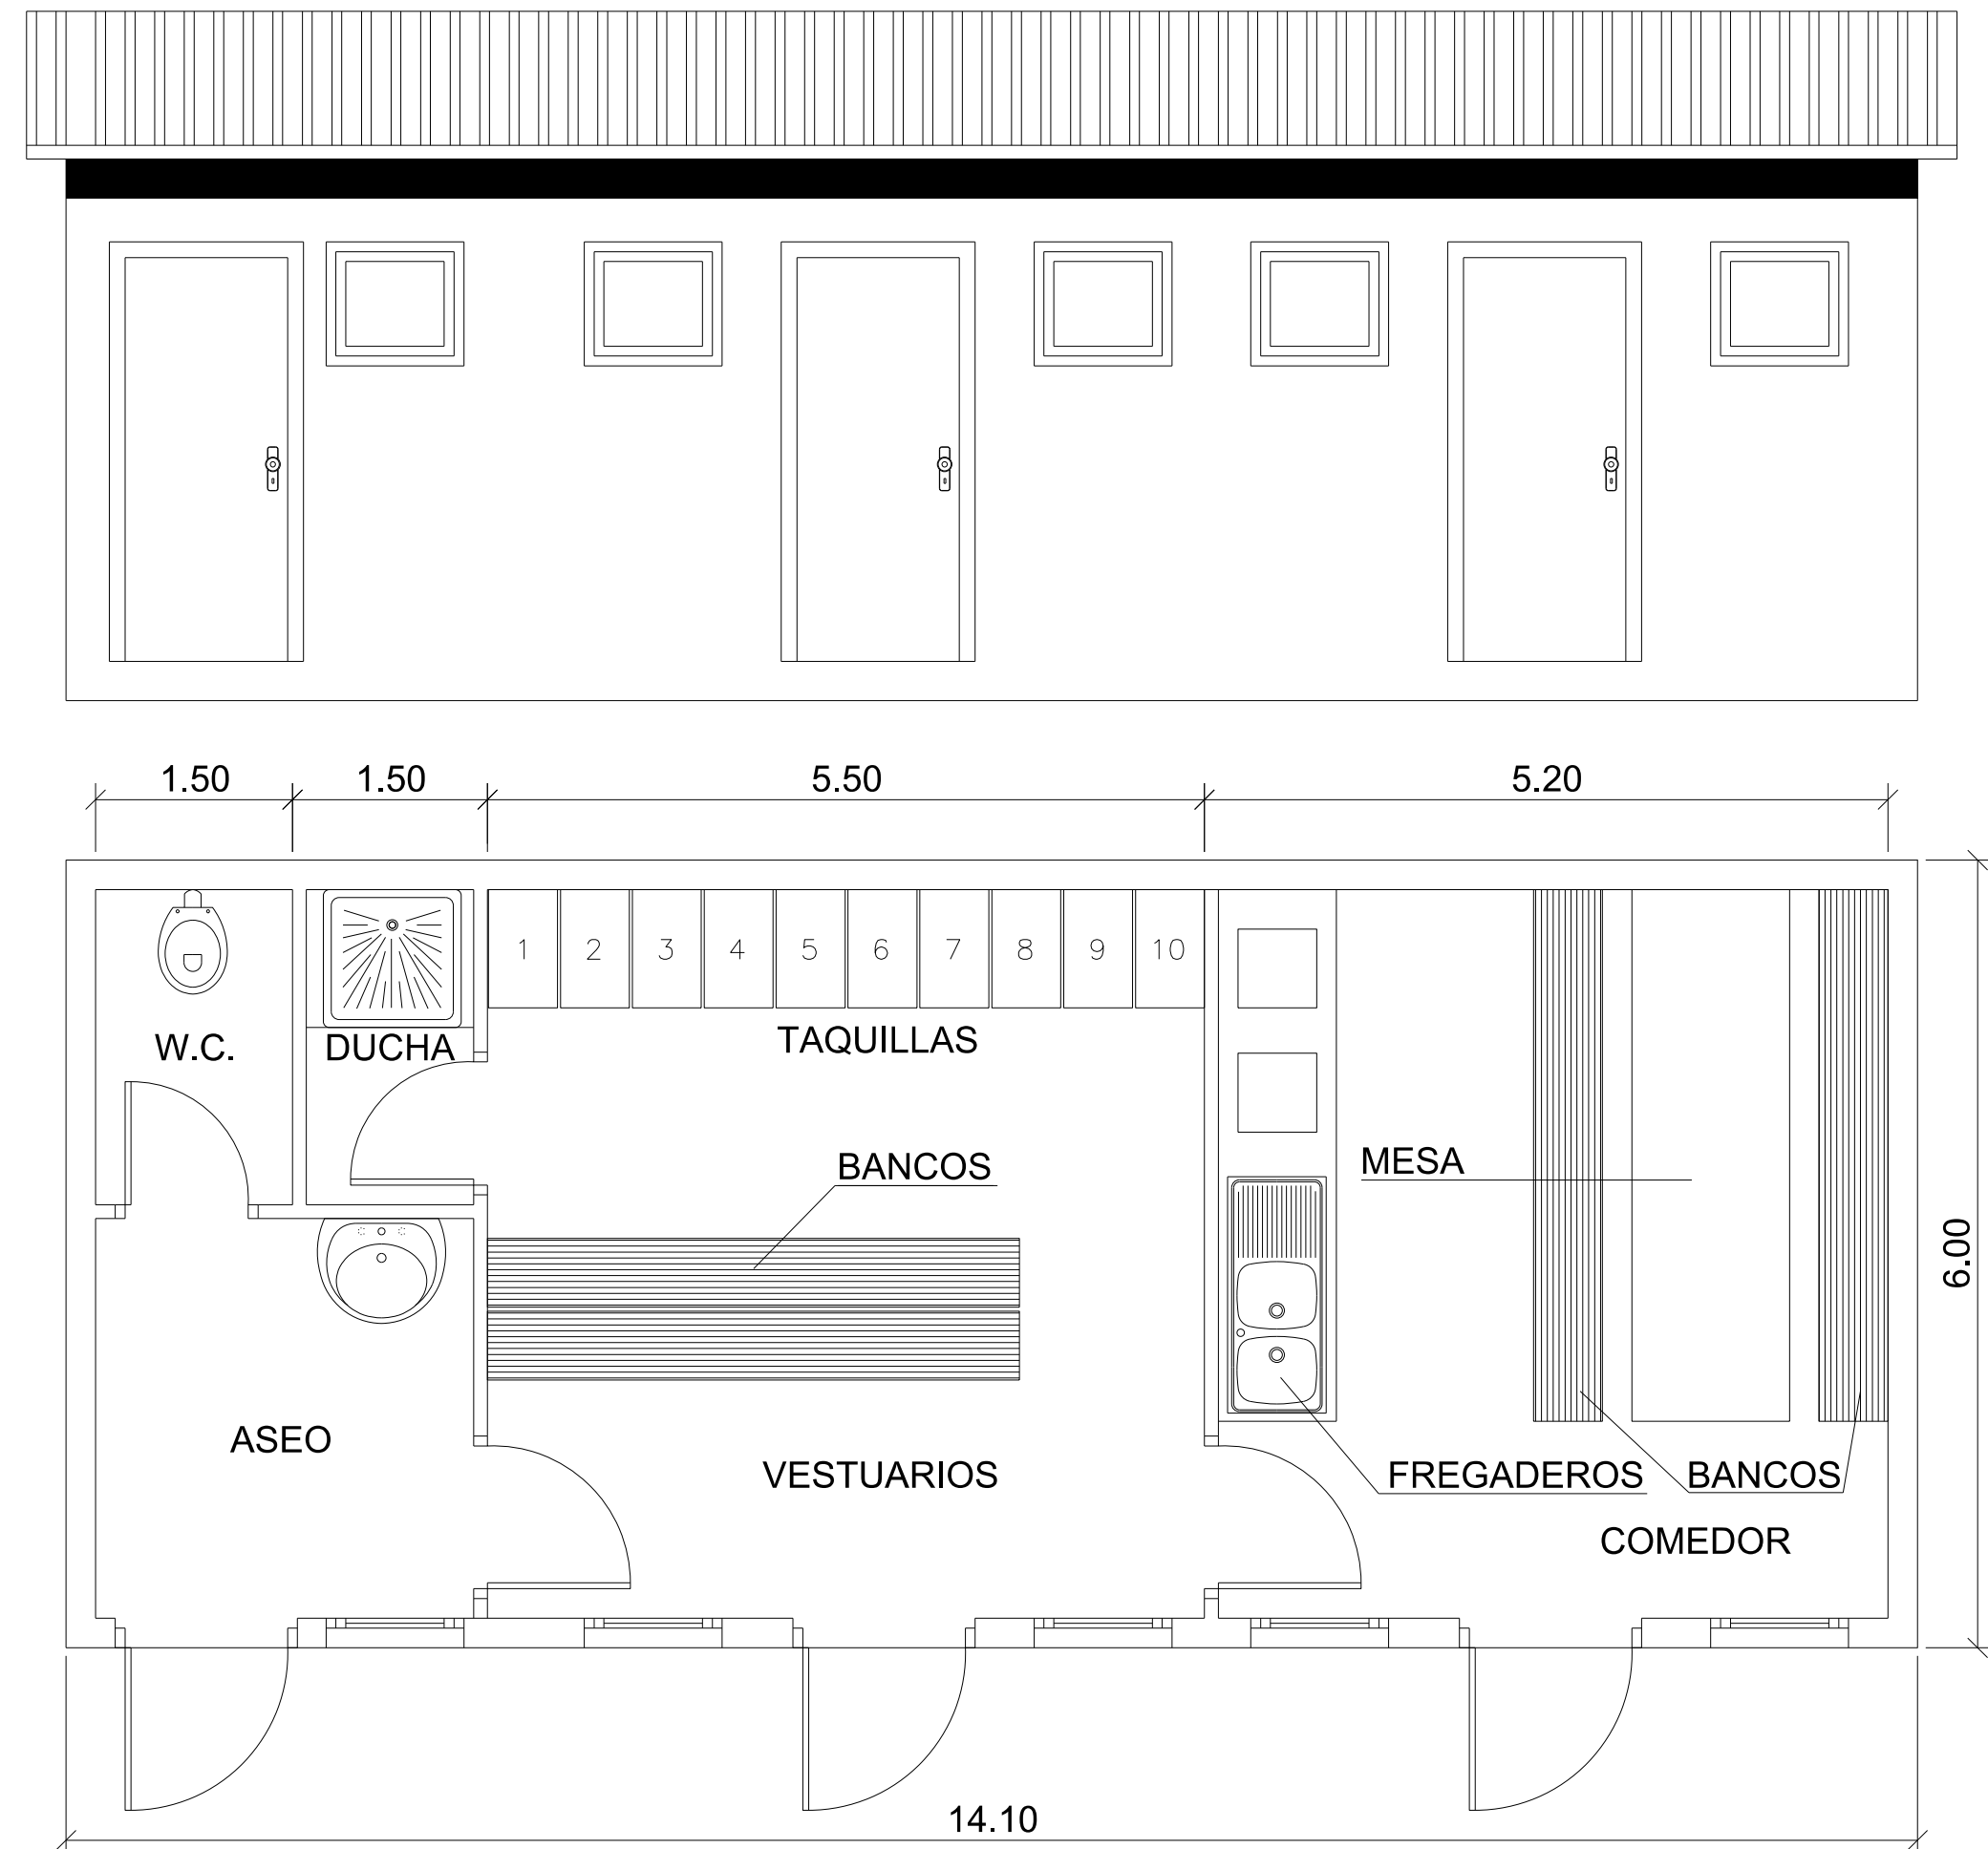 1.50 1.50 5.50 5.20
1 2 3 4 5 6 7 8 9 10
W.C. DUCHA TAQUILLAS
BANCOS MESA
6.00
ASEO
VESTUARIOS FREGADEROS BANCOS
COMEDOR
14.10